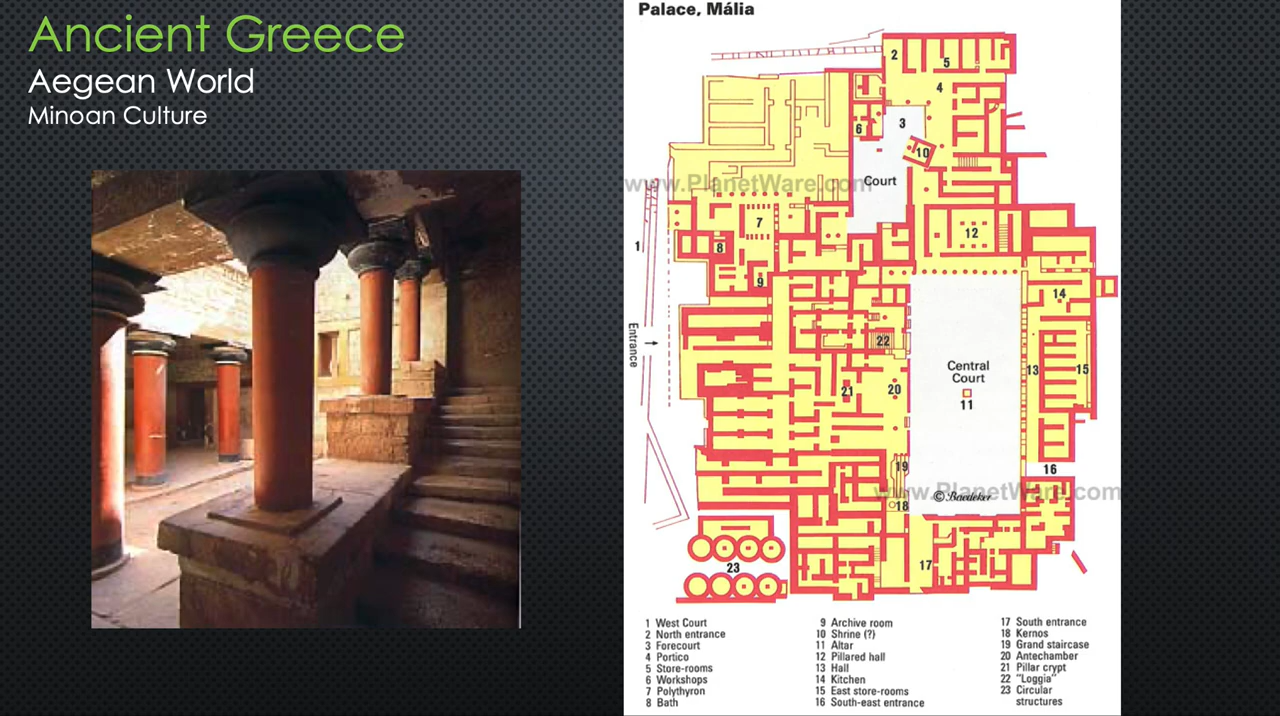 Ancient Greece
Aegean World
Minoan Culture
Palace, Mália
2
5
4
3
6
10
www.PlanetWare.com
Court
7
12
1
8
9
14
Entrance
22
Central
Court
13
15
21
20
11
19
16
www.PlanetWare.com
© Baedeker
18
17
23
1 West Court
2 North entrance
3 Forecourt
4 Portico
5 Store-rooms
6 Workshops
7 Polythyron
8 Bath
9 Archive room
10 Shrine (?)
11 Altar
12 Pillared hall
13 Hall
14 Kitchen
15 East store-rooms
16 South-east entrance
17 South entrance
18 Kernos
19 Grand staircase
20 Antechamber
21 Pillar crypt
22 "Loggia"
23 Circular
structures